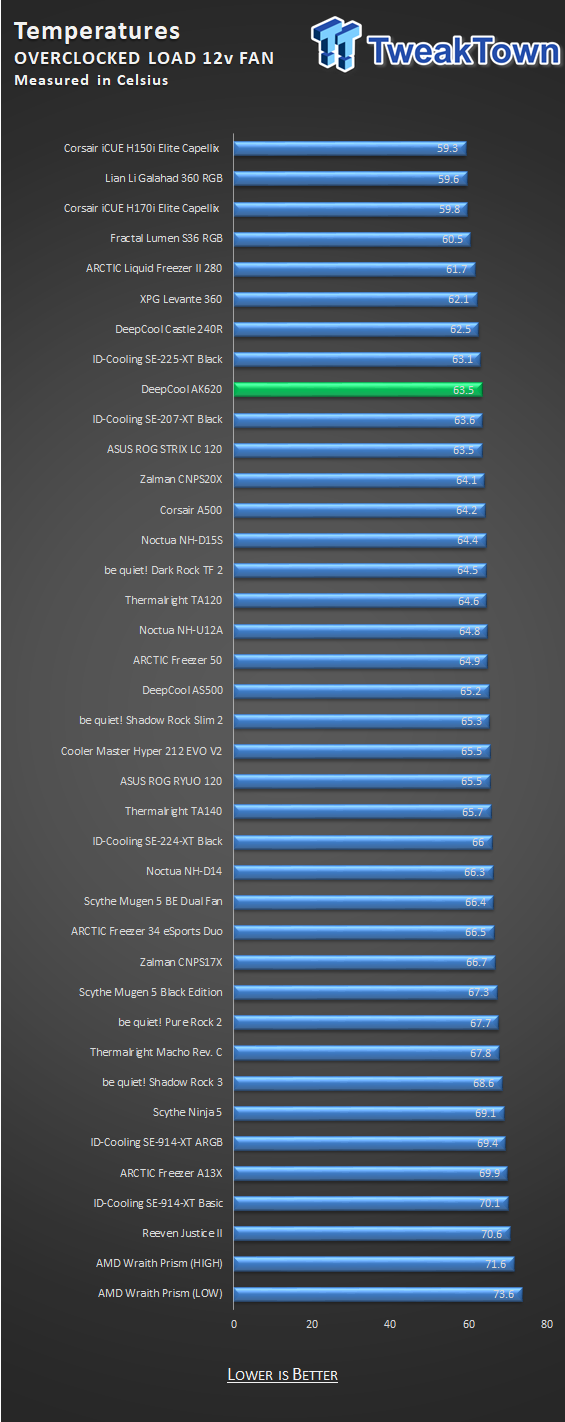 Temperatures
OVERCLOCKED LOAD 12v FAN
Measured in Celsius
TT TweakTown
Corsair iCUE H150i Elite Capellix 59.3
Lian Li Galahad 360 RGB 59.6
Corsair iCUE H170i Elite Capellix 59.8
Fractal Lumen S36 RGB 60.5
ARCTIC Liquid Freezer II 280 61.7
XPG Levante 360 62.1
DeepCool Castle 240R 62.5
ID-Cooling SE-225-XT Black 63.1
DeepCool AK620 63.5
ID-Cooling SE-207-XT Black 63.6
ASUS ROG STRIX LC 120 63.5
Zalman CNPS20X 64.1
Corsair A500 64.2
Noctua NH-D15S 64.4
be quiet! Dark Rock TF 2 64.5
Thermalright TA120 64.6
Noctua NH-U12A 64.8
ARCTIC Freezer 50 64.9
DeepCool AS500 65.2
be quiet! Shadow Rock Slim 2 65.3
Cooler Master Hyper 212 EVO V2 65.5
ASUS ROG RYUO 120 65.5
Thermalright TA140 65.7
ID-Cooling SE-224-XT Black 66
Noctua NH-D14 66.3
Scythe Mugen 5 BE Dual Fan 66.4
ARCTIC Freezer 34 eSports Duo 66.5
Zalman CNPS17X 66.7
Scythe Mugen 5 Black Edition 67.3
be quiet! Pure Rock 2 67.7
Thermalright Macho Rev. C 67.8
be quiet! Shadow Rock 3 68.6
Scythe Ninja 5 69.1
ID-Cooling SE-914-XT ARGB 69.4
ARCTIC Freezer A13X 69.9
ID-Cooling SE-914-XT Basic 70.1
Reeven Justice II 70.6
AMD Wraith Prism (HIGH) 71.6
AMD Wraith Prism (LOW) 73.6
0 20 40 60 80
LOWER IS BETTER